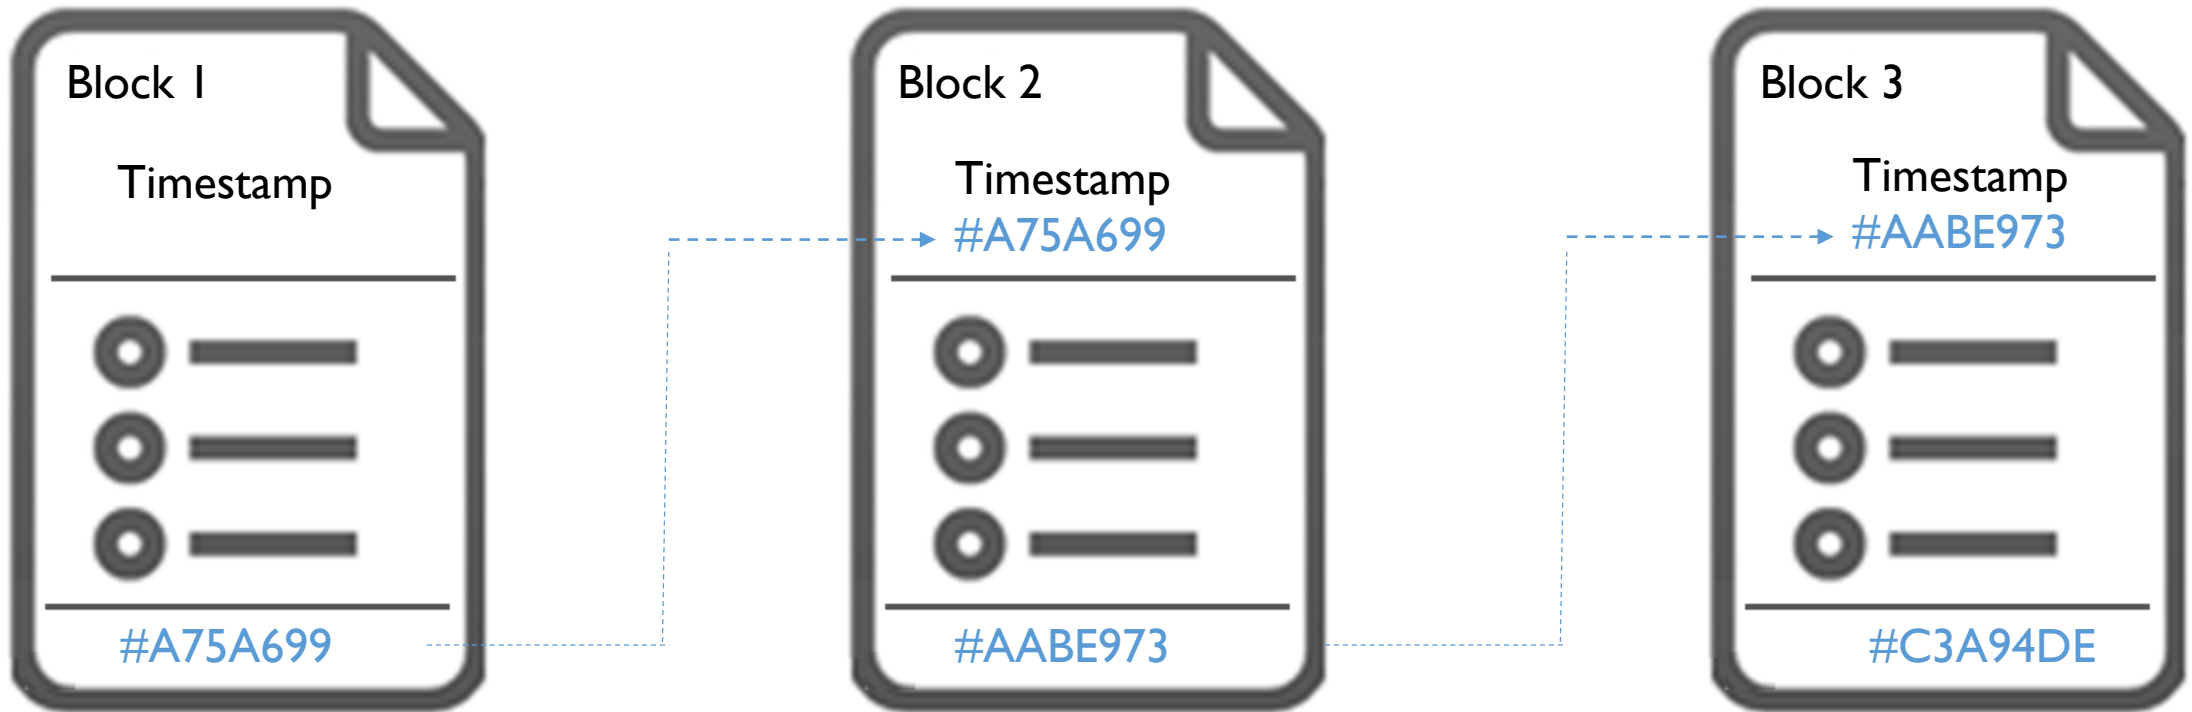 Block 1
Timestamp
#A75A699
Block 2
Timestamp
#A75A699
#AABE973
Block 3
Timestamp
#AABE973
#C3A94DE